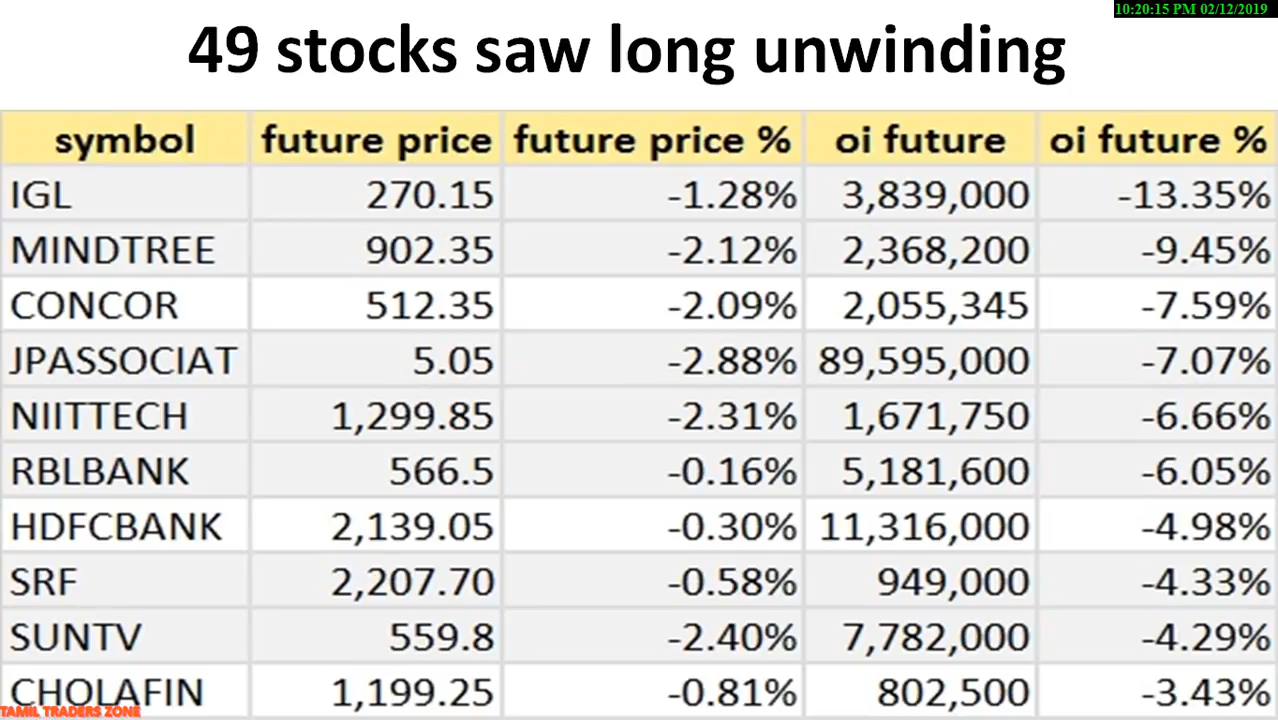 10:20:15 PM 02/12/2019
49 stocks saw long unwinding
symbol future price future price % oi future oi future %
IGL 270.15 -1.28% 3,839,000 -13.35%
MINDTREE 902.35 -2.12% 2,368,200 -9.45%
CONCOR 512.35 -2.09% 2,055,345 -7.59%
JPASSOCIAT 5.05 -2.88% 89,595,000 -7.07%
NIITTECH 1,299.85 -2.31% 1,671,750 -6.66%
RBLBANK 566.5 -0.16% 5,181,600 -6.05%
HDFCBANK 2,139.05 -0.30% 11,316,000 -4.98%
SRF 2,207.70 -0.58% 949,000 -4.33%
SUNTV 559.8 -2.40% 7,782,000 -4.29%
CHOLAFIN 1,199.25 -0.81% 802,500 -3.43%
TAMIL TRADERS ZONE